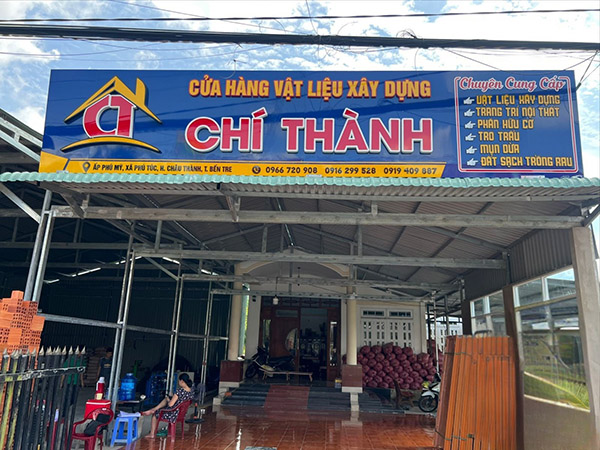 CỬA HÀNG VẬT LIỆU XÂY DỰNG
CHÍ THÀNH
ẤP PHÚ MỸ, XÃ PHÚ TÚC, H. CHÂU THÀNH, T. BẾN TRE
0966 720 908 0916 299 528 0919 409 887
Chuyên Cung Cấp
VẬT LIỆU XÂY DỰNG
TRANG TRÍ NỘI THẤT
PHÂN HỮU CƠ
TRO TRẤU
MỤN DỪA
ĐẤT SẠCH TRỒNG RAU